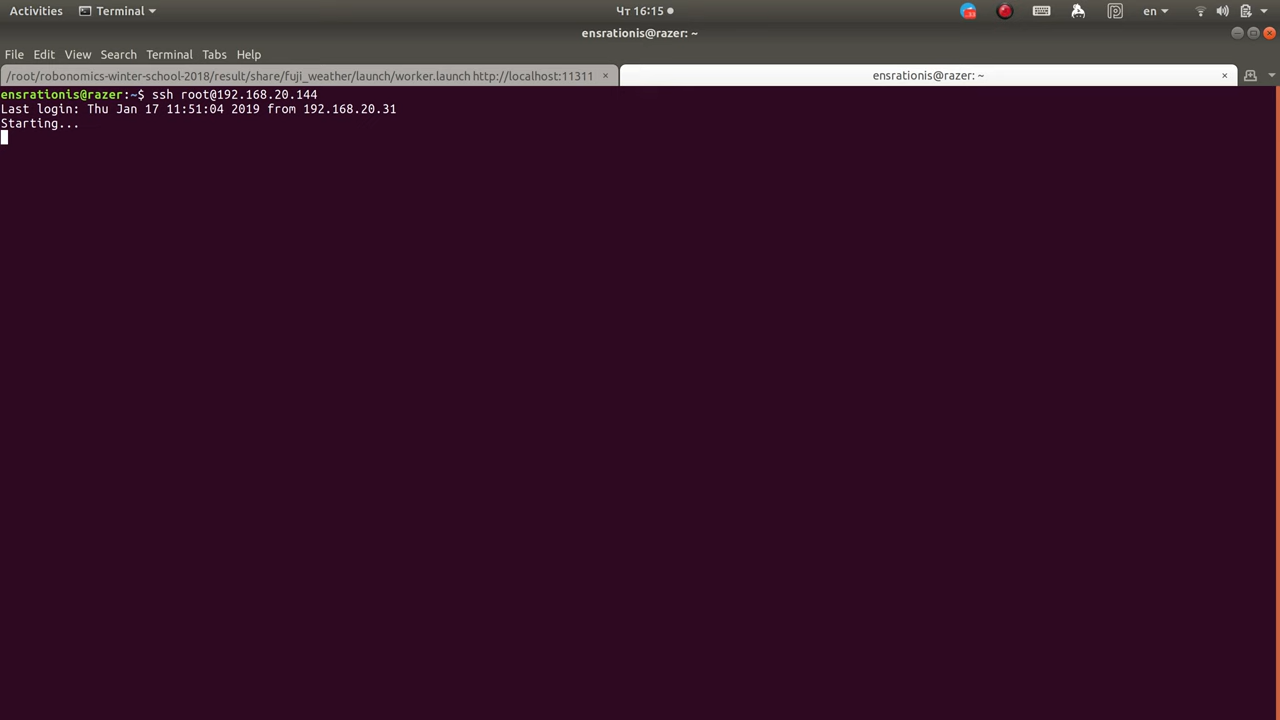 Activities Terminal Чт 16:15 en
ensrationis@razer: ~
File Edit View Search Terminal Tabs Help
/root/robonomics-winter-school-2018/result/share/fuji_weather/launch/worker.launch http://localhost:11311 × ensrationis@razer: ~ ×
ensrationis@razer:~$ ssh root@192.168.20.144
Last login: Thu Jan 17 11:51:04 2019 from 192.168.20.31
Starting...